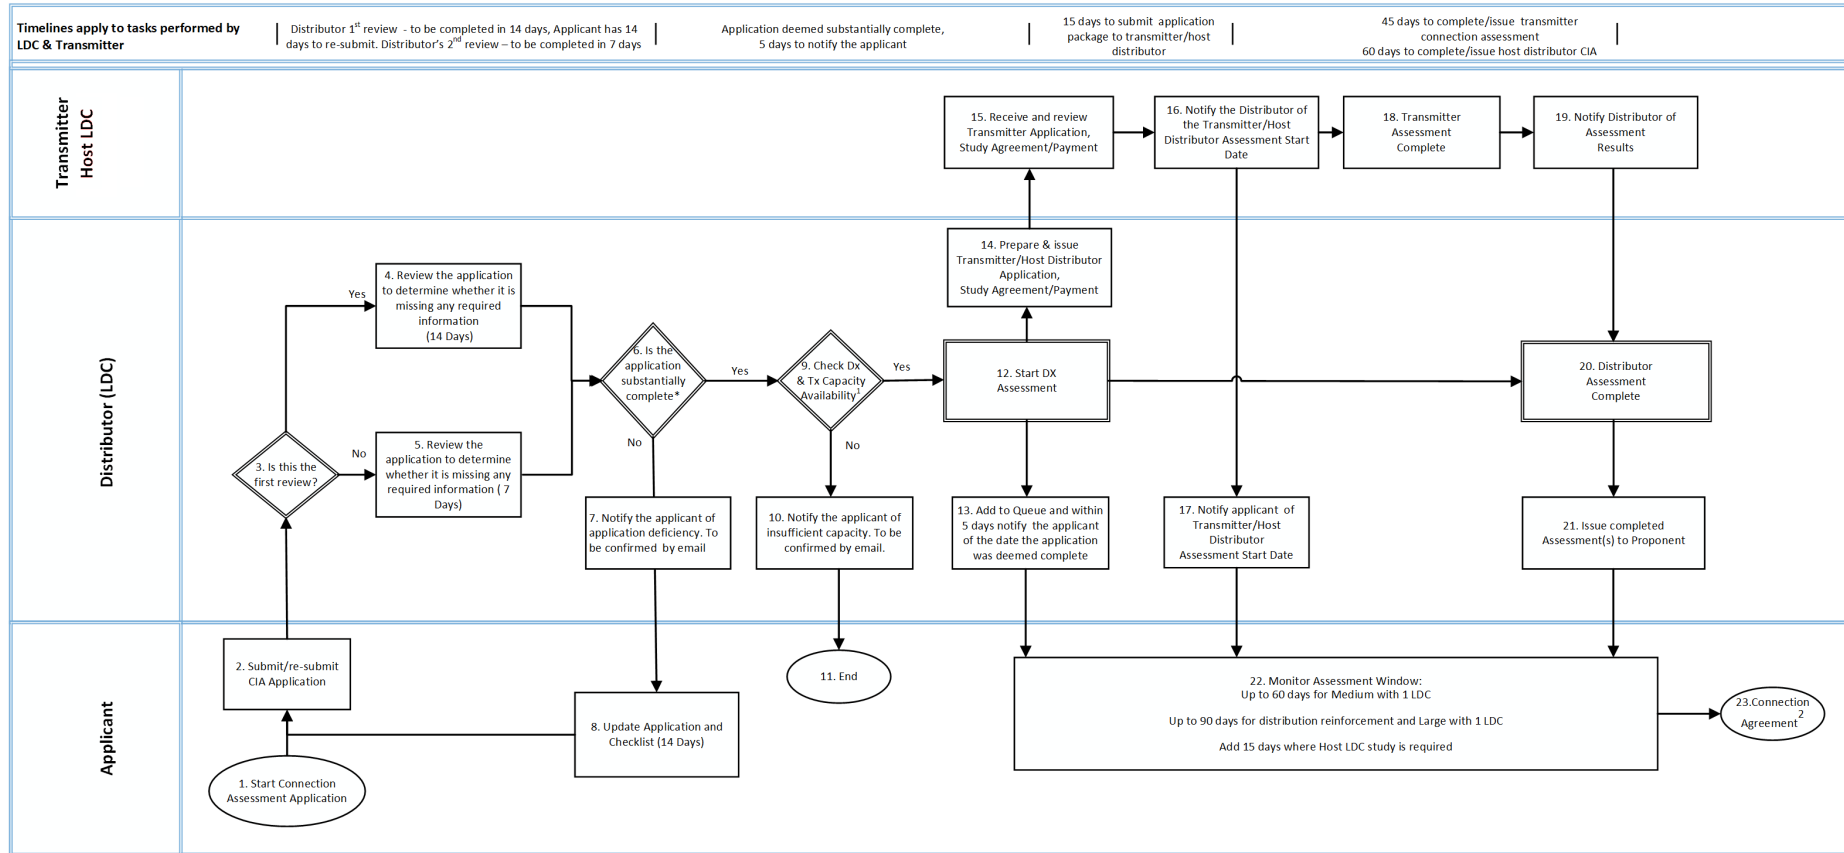 Timelines apply to tasks performed by
LDC & Transmitter
Distributor 1st review - to be completed in 14 days, Applicant has 14
days to re-submit. Distributor's 2nd review – to be completed in 7 days
Application deemed substantially complete,
5 days to notify the applicant
15 days to submit application
package to transmitter/host
distributor
45 days to complete/issue transmitter
connection assessment
60 days to complete/issue host distributor CIA
Transmitter
Host LDC
15. Receive and review
Transmitter Application,
Study Agreement/Payment
16. Notify the Distributor of
the Transmitter/Host
Distributor Assessment Start
Date
18. Transmitter
Assessment
Complete
19. Notify Distributor of
Assessment
Results
Distributor (LDC)
14. Prepare & issue
Transmitter/Host Distributor
Application,
Study Agreement/Payment
4. Review the application
to determine whether it is
missing any required
information
(14 Days)
Yes
6. Is the
application
substantially
complete*
Yes
9. Check Dx
& Tx Capacity
Availability1
Yes
12. Start DX
Assessment
20. Distributor
Assessment
Complete
No
No
3. Is this the
first review?
No
5. Review the
application to determine
whether it is missing any
required information ( 7
Days)
7. Notify the applicant of
application deficiency. To
be confirmed by email
10. Notify the applicant of
insufficient capacity. To be
confirmed by email.
13. Add to Queue and within
5 days notify the applicant
of the date the application
was deemed complete
17. Notify applicant of
Transmitter/Host
Distributor
Assessment Start Date
21. Issue completed
Assessment(s) to Proponent
Applicant
2. Submit/re-submit
CIA Application
11. End
8. Update Application and
Checklist (14 Days)
1. Start Connection
Assessment Application
22. Monitor Assessment Window:
Up to 60 days for Medium with 1 LDC
Up to 90 days for distribution reinforcement and Large with 1 LDC
Add 15 days where Host LDC study is required
23.Connection
Agreement2